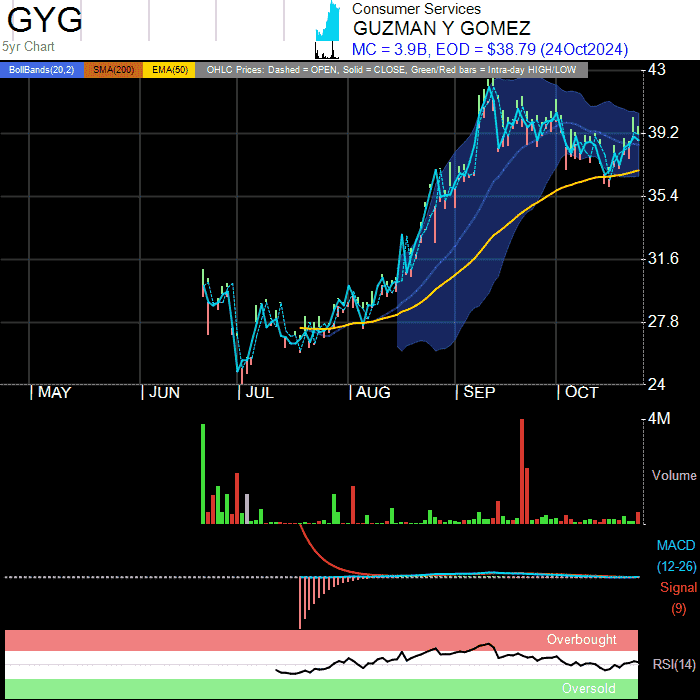 GYG
5yr Chart
Consumer Services
GUZMAN Y GOMEZ
MC = 3.9B, EOD = $38.79 (24Oct2024)
BollBands(20,2) SMA(200) EMA(50) OHLC Prices: Dashed = OPEN, Solid = CLOSE, Green/Red bars = Intra-day HIGH/LOW
43
39.2
35.4
31.6
27.8
24
MAY JUN JUL AUG SEP OCT
4M
Volume
MACD
(12-26)
Signal
(9)
Overbought
RSI(14)
Oversold